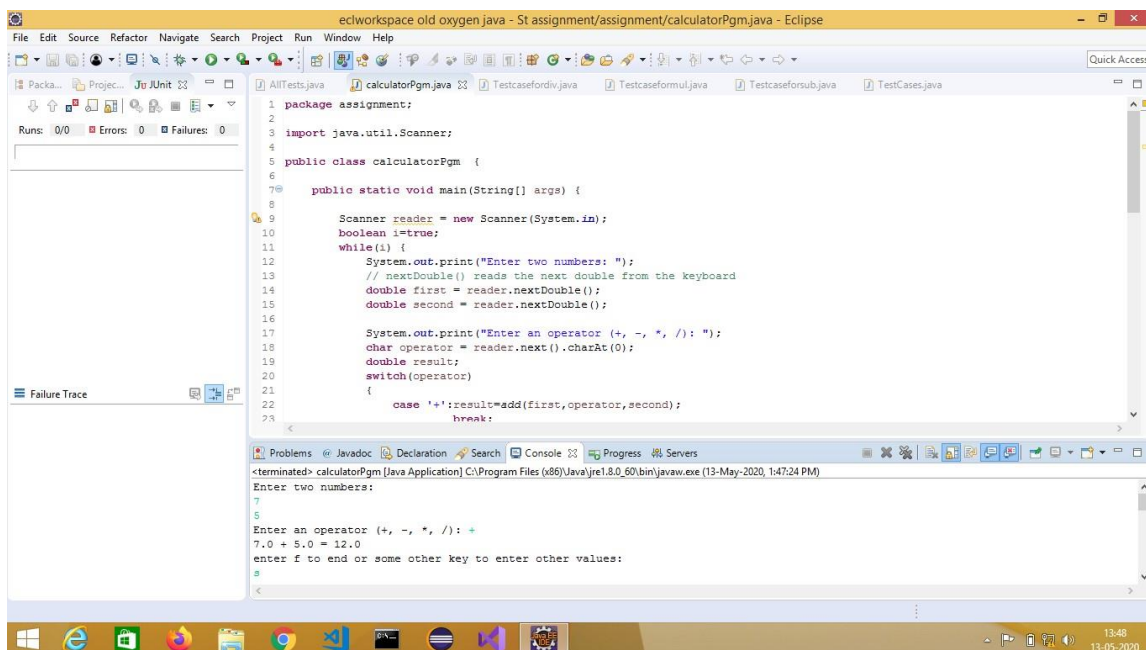 eclworkspace old oxygen java - St assignment/assignment/calculatorPgm.java - Eclipse
File Edit Source Refactor Navigate Search Project Run Window Help
Quick Access
Packa... Projec... JUnit
AllTests.java calculatorPgm.java Testcasefordiv.java Testcaseformul.java Testcaseforsub.java TestCases.java
Runs: 0/0 Errors: 0 Failures: 0
Failure Trace
1 package assignment;
2
3 import java.util.Scanner;
4
5 public class calculatorPgm {
6
7 public static void main(String[] args) {
8
9 Scanner reader = new Scanner(System.in);
10 boolean i=true;
11 while(i) {
12 System.out.print("Enter two numbers: ");
13 // nextDouble() reads the next double from the keyboard
14 double first = reader.nextDouble();
15 double second = reader.nextDouble();
16
17 System.out.print("Enter an operator (+, -, *, /): ");
18 char operator = reader.next().charAt(0);
19 double result;
20 switch(operator)
21 {
22 case '+':result=add(first,operator,second);
23 break;
Problems @ Javadoc Declaration Search Console Progress Servers
<terminated> calculatorPgm [Java Application] C:\Program Files (x86)\Java\jre1.8.0_60\bin\javaw.exe (13-May-2020, 1:47:24 PM)
Enter two numbers:
7
5
Enter an operator (+, -, *, /): +
7.0 + 5.0 = 12.0
enter f to end or some other key to enter other values:
s
Java EE
IDE
13:48
13-05-2020